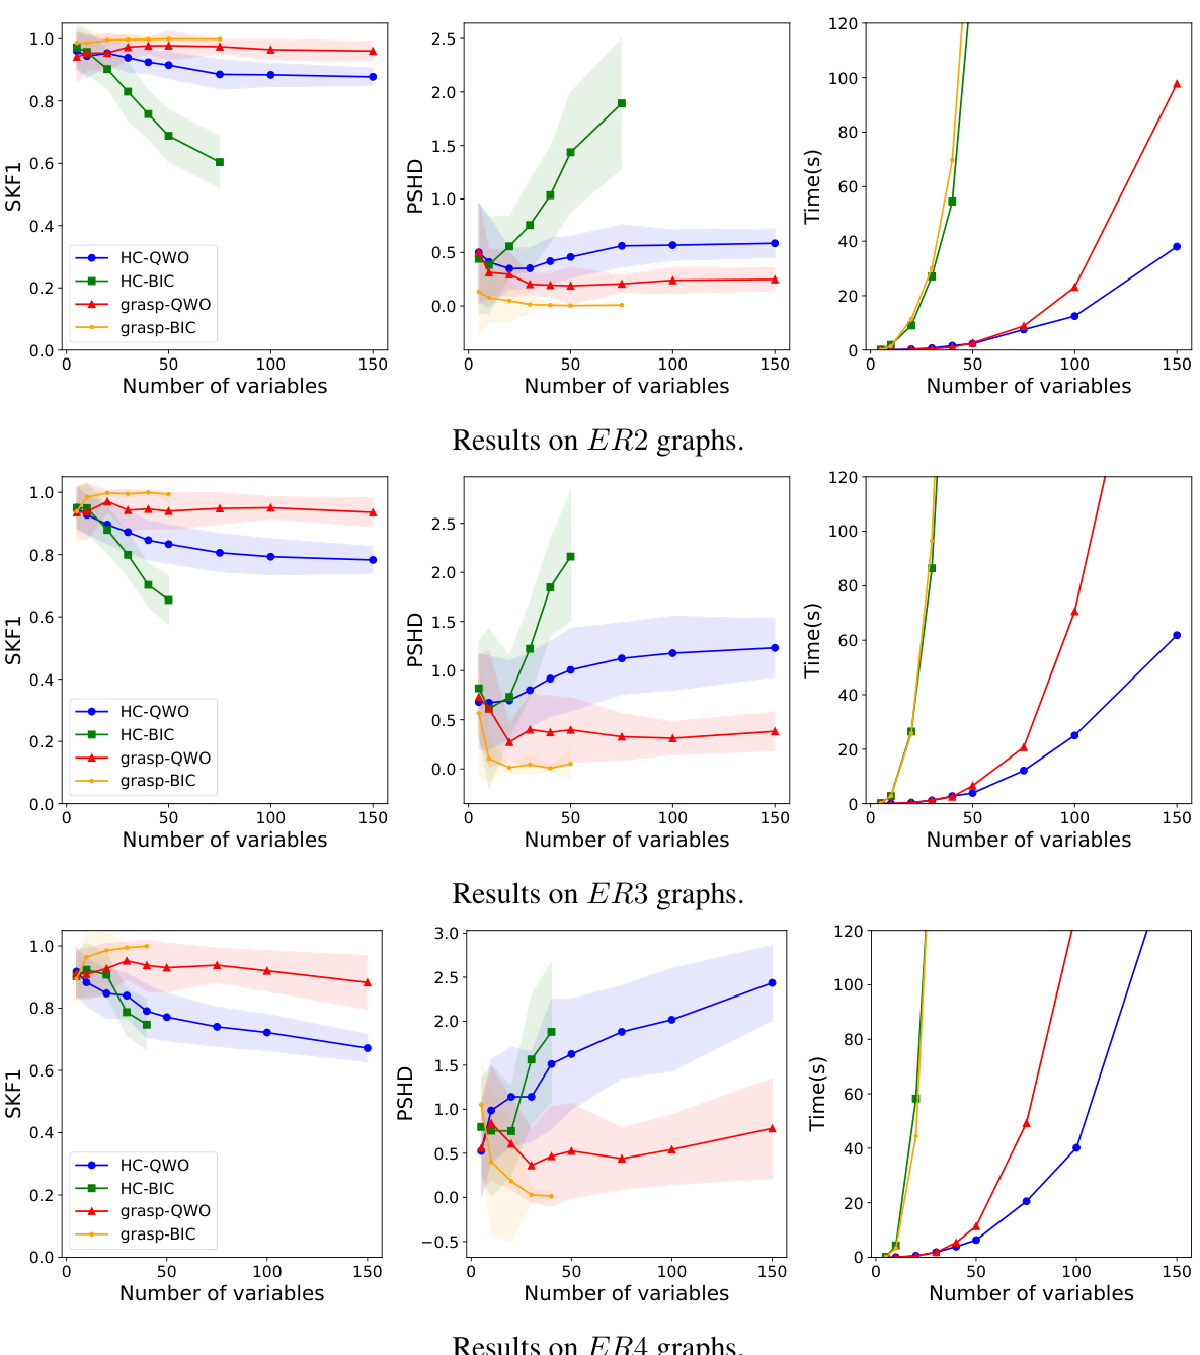 1.0
0.8
0.6
0.4
0.2
0.0
SKF1
HC-QWO
HC-BIC
grasp-QWO
grasp-BIC
0 50 100 150
Number of variables
2.5
2.0
1.5
1.0
0.5
0.0
PSHD
0 50 100 150
Number of variables
120
100
80
60
40
20
0
Time(s)
0 50 100 150
Number of variables
Results on ER2 graphs.
1.0
0.8
0.6
0.4
0.2
0.0
SKF1
HC-QWO
HC-BIC
grasp-QWO
grasp-BIC
0 50 100 150
Number of variables
2.5
2.0
1.5
1.0
0.5
0.0
PSHD
0 50 100 150
Number of variables
120
100
80
60
40
20
0
Time(s)
0 50 100 150
Number of variables
Results on ER3 graphs.
1.0
0.8
0.6
0.4
0.2
0.0
SKF1
HC-QWO
HC-BIC
grasp-QWO
grasp-BIC
0 50 100 150
Number of variables
3.0
2.5
2.0
1.5
1.0
0.5
0.0
−0.5
PSHD
0 50 100 150
Number of variables
120
100
80
60
40
20
0
Time(s)
0 50 100 150
Number of variables
Results on ER4 graphs.